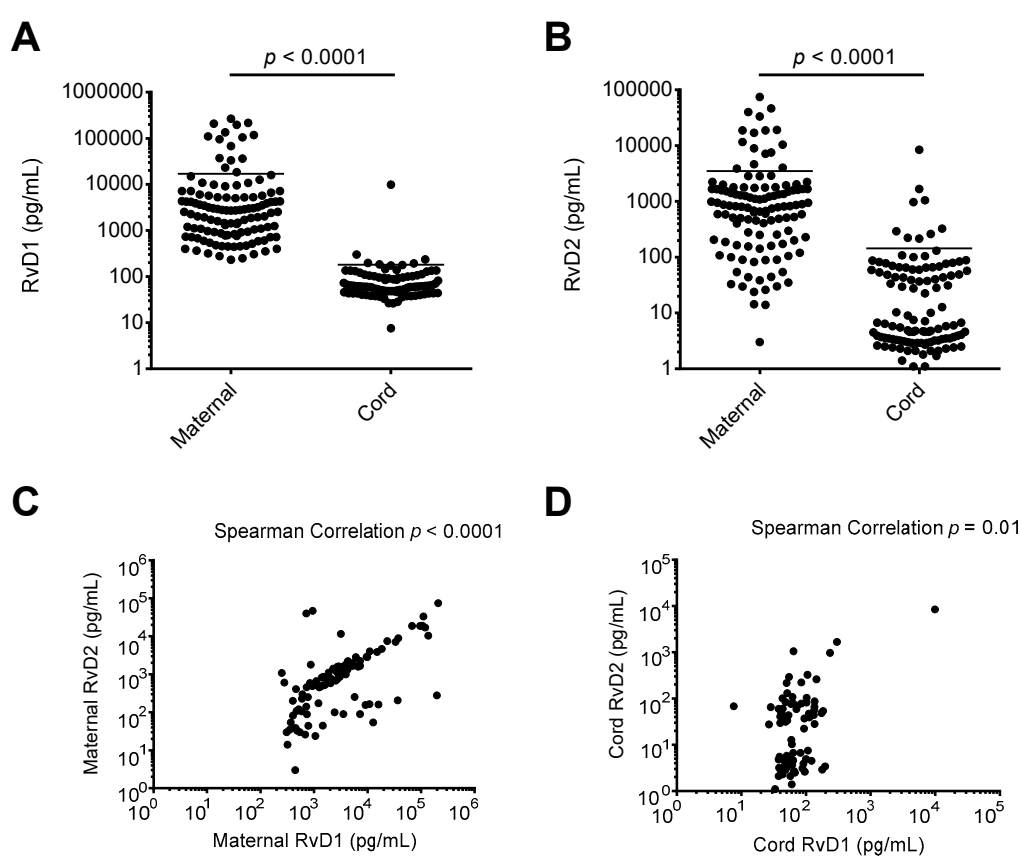 A
p < 0.0001
1000000
100000
10000
1000
100
10
1
RvD1 (pg/mL)
Maternal
Cord
B
p < 0.0001
100000
10000
1000
100
10
1
RvD2 (pg/mL)
Maternal
Cord
C
Spearman Correlation p < 0.0001
10⁶
10⁵
10⁴
10³
10²
10¹
10⁰
Maternal RvD2 (pg/mL)
10⁰ 10¹ 10² 10³ 10⁴ 10⁵ 10⁶
Maternal RvD1 (pg/mL)
D
Spearman Correlation p = 0.01
10⁵
10⁴
10³
10²
10¹
10⁰
Cord RvD2 (pg/mL)
10⁰ 10¹ 10² 10³ 10⁴ 10⁵
Cord RvD1 (pg/mL)